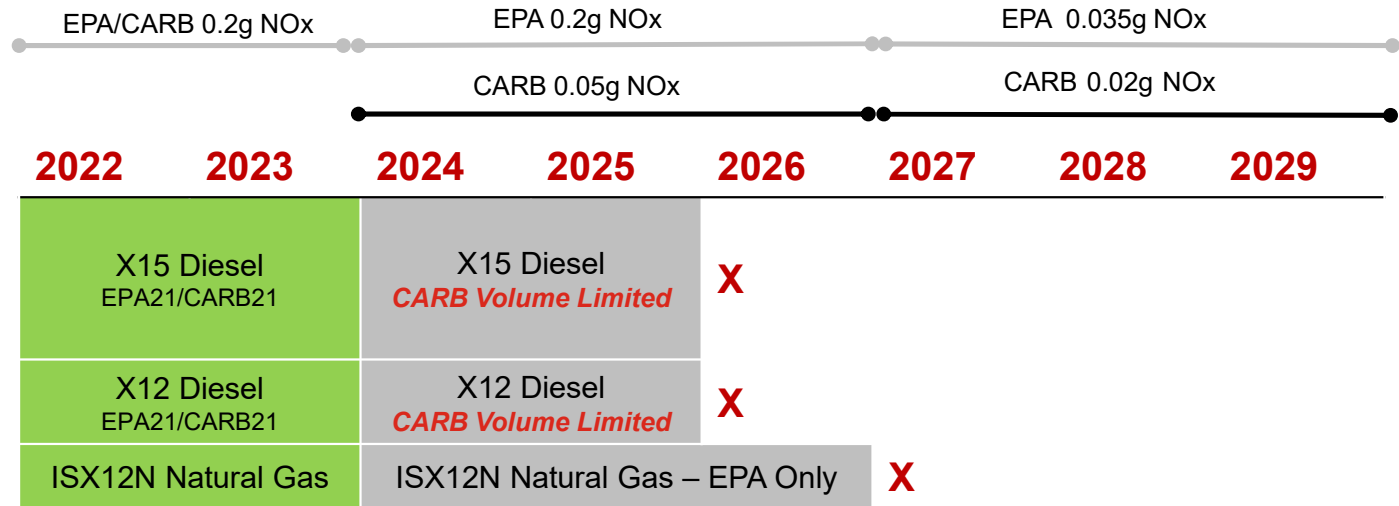 EPA/CARB 0.2g NOx
EPA 0.2g NOx
EPA 0.035g NOx
CARB 0.05g NOx
CARB 0.02g NOx
2022 2023 2024 2025 2026 2027 2028 2029
X15 Diesel
EPA21/CARB21
X15 Diesel
CARB Volume Limited
X
X12 Diesel
EPA21/CARB21
X12 Diesel
CARB Volume Limited
X
ISX12N Natural Gas
ISX12N Natural Gas – EPA Only
X